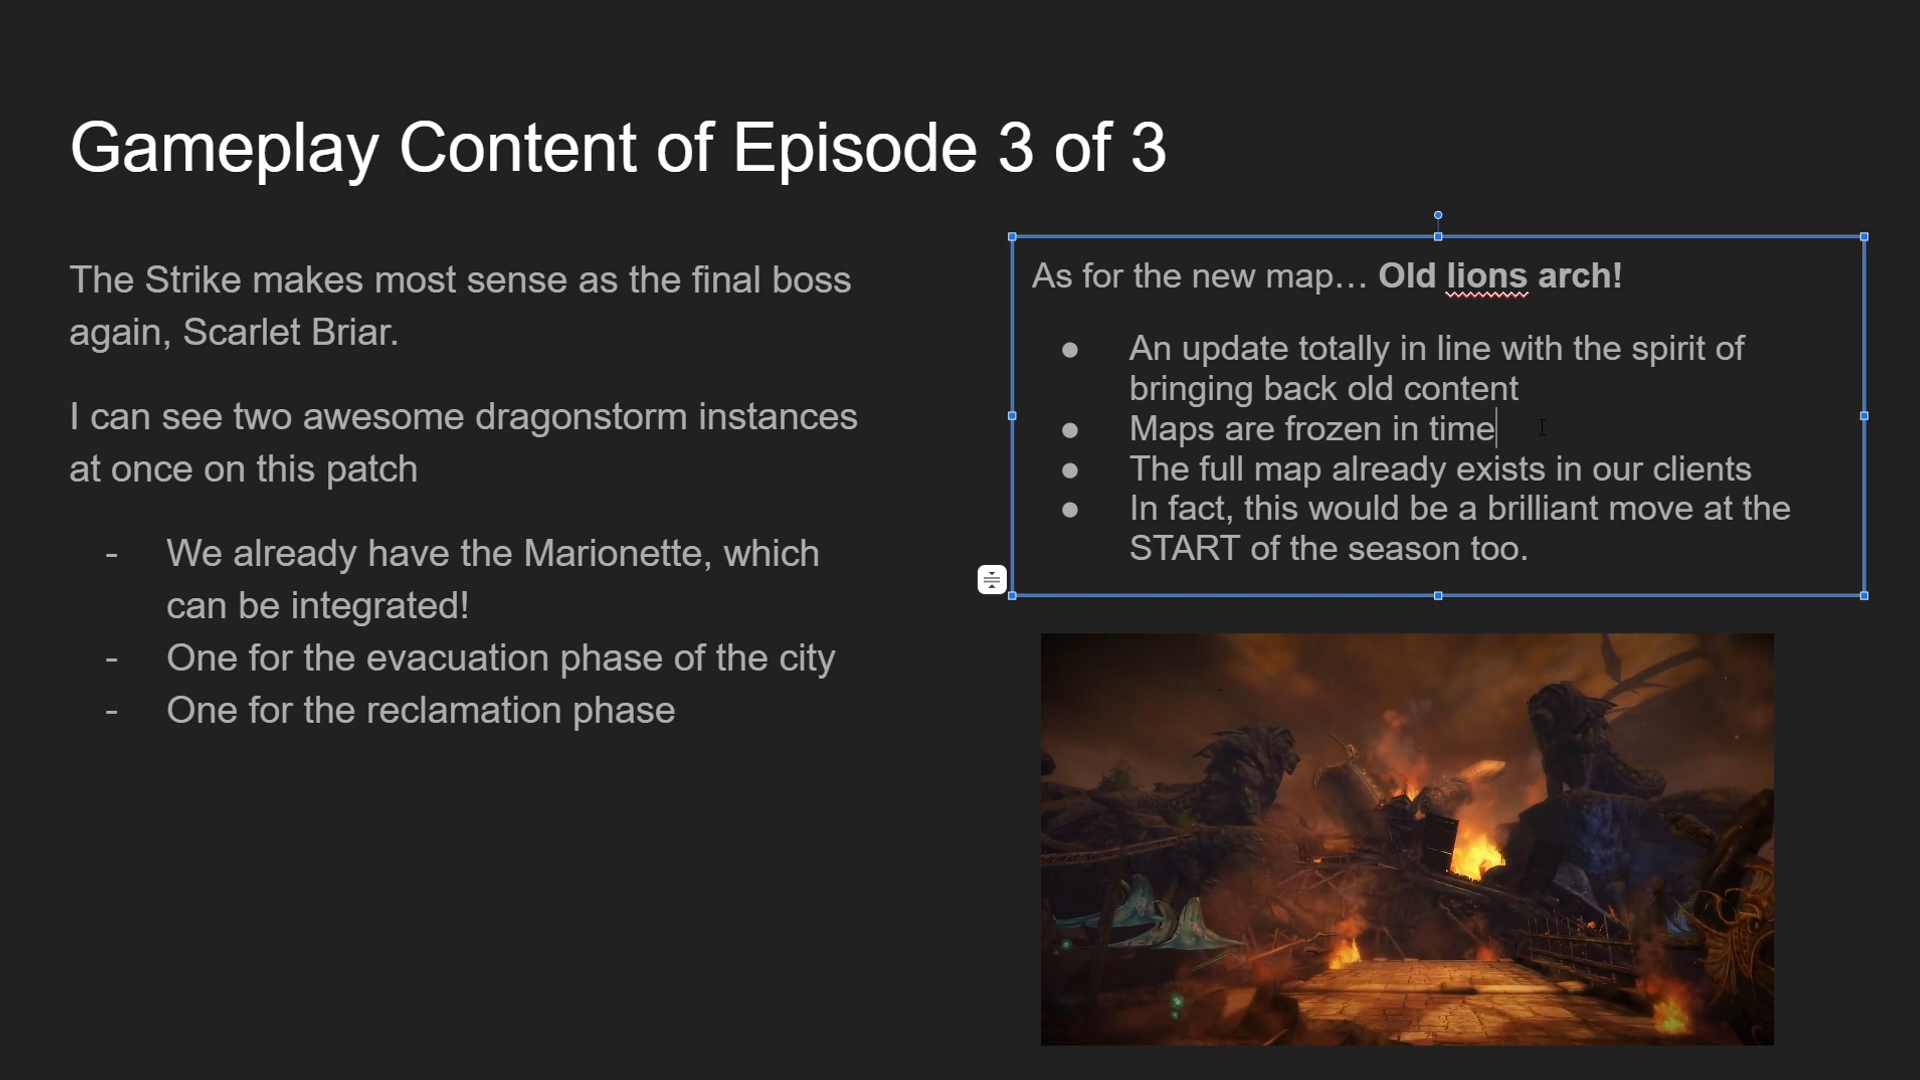 Gameplay Content of Episode 3 of 3
The Strike makes most sense as the final boss
again, Scarlet Briar.
I can see two awesome dragonstorm instances
at once on this patch
- We already have the Marionette, which
can be integrated!
- One for the evacuation phase of the city
- One for the reclamation phase
As for the new map… Old lions arch!
● An update totally in line with the spirit of
bringing back old content
● Maps are frozen in time
● The full map already exists in our clients
● In fact, this would be a brilliant move at the
START of the season too.